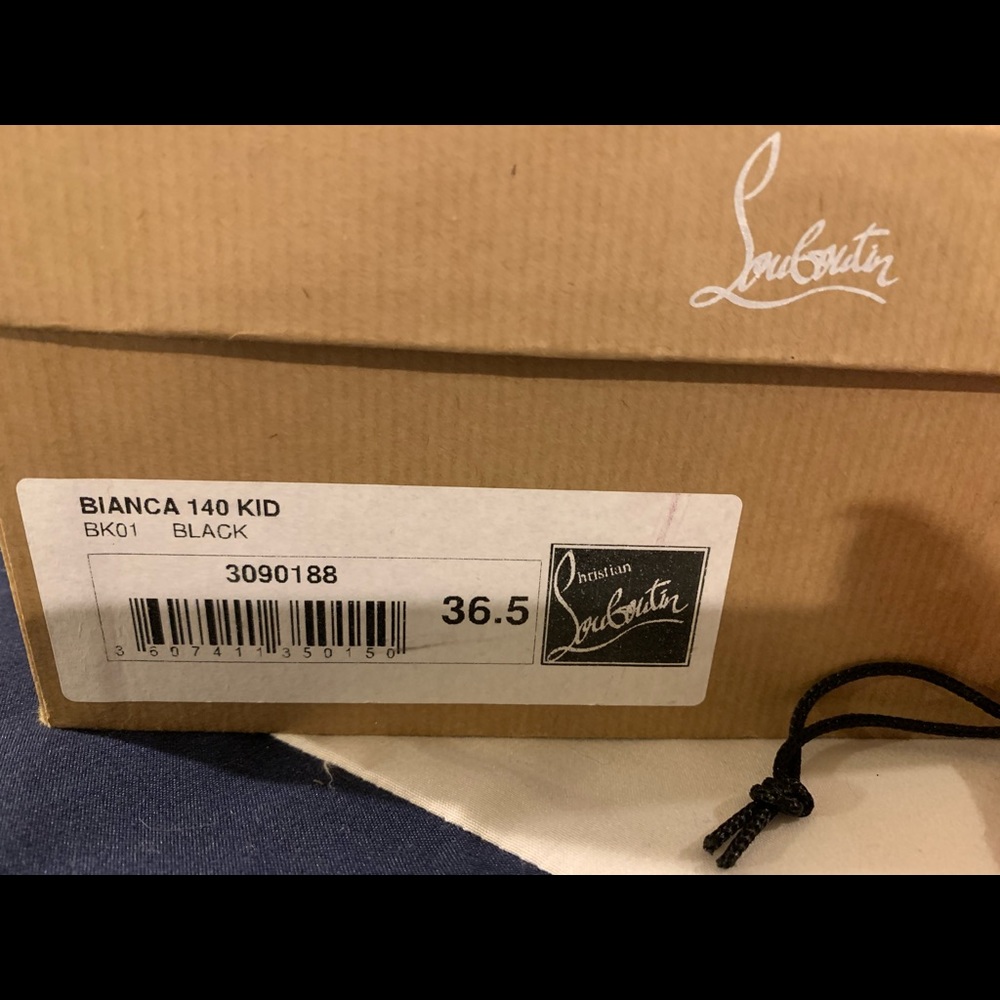 Louboutin
BIANCA 140 KID
BK01 BLACK
3090188
36.5
3 607411 350150
Christian
Louboutin